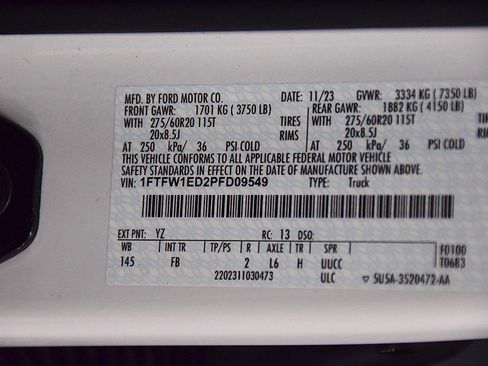 MFD. BY FORD MOTOR CO. DATE: 11/23 GVWR: 3334 KG ( 7350 LB)
FRONT GAWR: 1701 KG ( 3750 LB) REAR GAWR: 1882 KG ( 4150 LB)
WITH 275/60R20 115T TIRES WITH 275/60R20 115T TIRES
20x8.5J RIMS 20x8.5J RIMS
AT 250 kPa/ 36 PSI COLD AT 250 kPa/ 36 PSI COLD
THIS VEHICLE CONFORMS TO ALL APPLICABLE FEDERAL MOTOR VEHICLE
SAFETY STANDARDS IN EFFECT ON THE DATE OF MANUFACTURE SHOWN ABOVE.
VIN: 1FTFW1ED2PFD09549 TYPE: Truck
EXT PNT: YZ RC: 13 DSO:
WB INT TR TP/PS R AXLE TR SPR F0100
145 FB 2 L6 H UUCC T0683
2202311030473 ULC ▽ 5U5A-3520472-AA